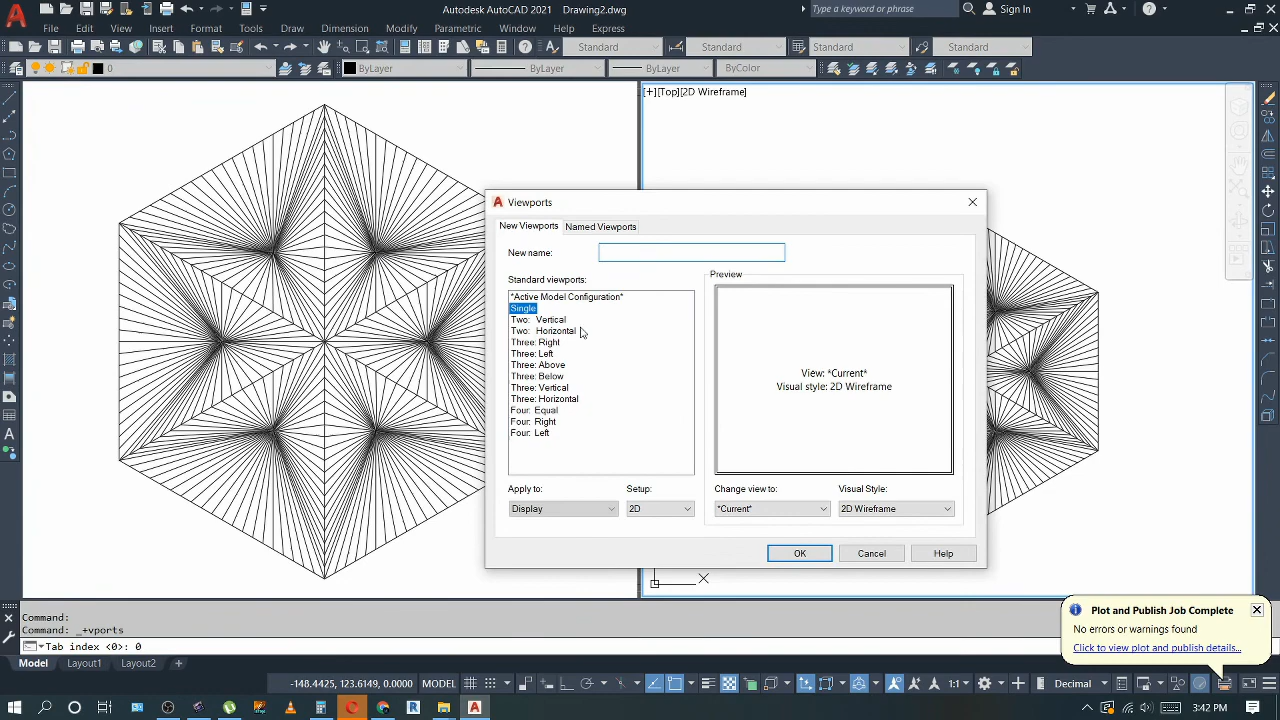 Autodesk AutoCAD 2021 Drawing2.dwg
Type a keyword or phrase
Sign In
File Edit View Insert Format Tools Draw Dimension Modify Parametric Window Help Express
Standard Standard Standard Standard
0 ByLayer ByLayer ByLayer ByColor
[+][Top][2D Wireframe]
Viewports
New Viewports Named Viewports
New name:
Standard viewports:
Preview
*Active Model Configuration*
Single
Two: Vertical
Two: Horizontal
Three: Right
Three: Left
Three: Above
Three: Below
Three: Vertical
Three: Horizontal
Four: Equal
Four: Right
Four: Left
View: *Current*
Visual style: 2D Wireframe
Apply to: Setup: Change view to: Visual Style:
Display 2D *Current* 2D Wireframe
OK Cancel Help
X
Command:
Command: _+vports
Tab index <0>: 0
Plot and Publish Job Complete
No errors or warnings found
Click to view plot and publish details...
Model Layout1 Layout2 +
-148.4425, 123.6149, 0.0000 MODEL 1:1 Decimal
3:42 PM